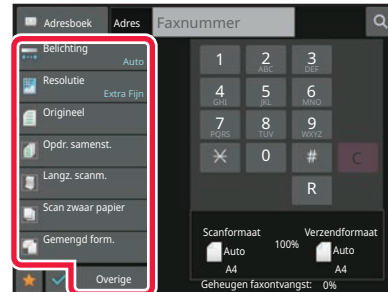 Adresboek Adres Faxnummer
Belichting
Auto
Resolutie
Extra Fijn
Origineel
Opdr. samenst.
Langz. scanm.
Scan zwaar papier
Gemengd form.
Overige
1 2 3
ABC DEF
4 5 6
GHI JKL MNO
7 8 9
PQRS TUV WXYZ
0 # C
R
Scanformaat Verzendformaat
Auto 100% Auto
A4 A4
Geheugen faxontvangst: 0%